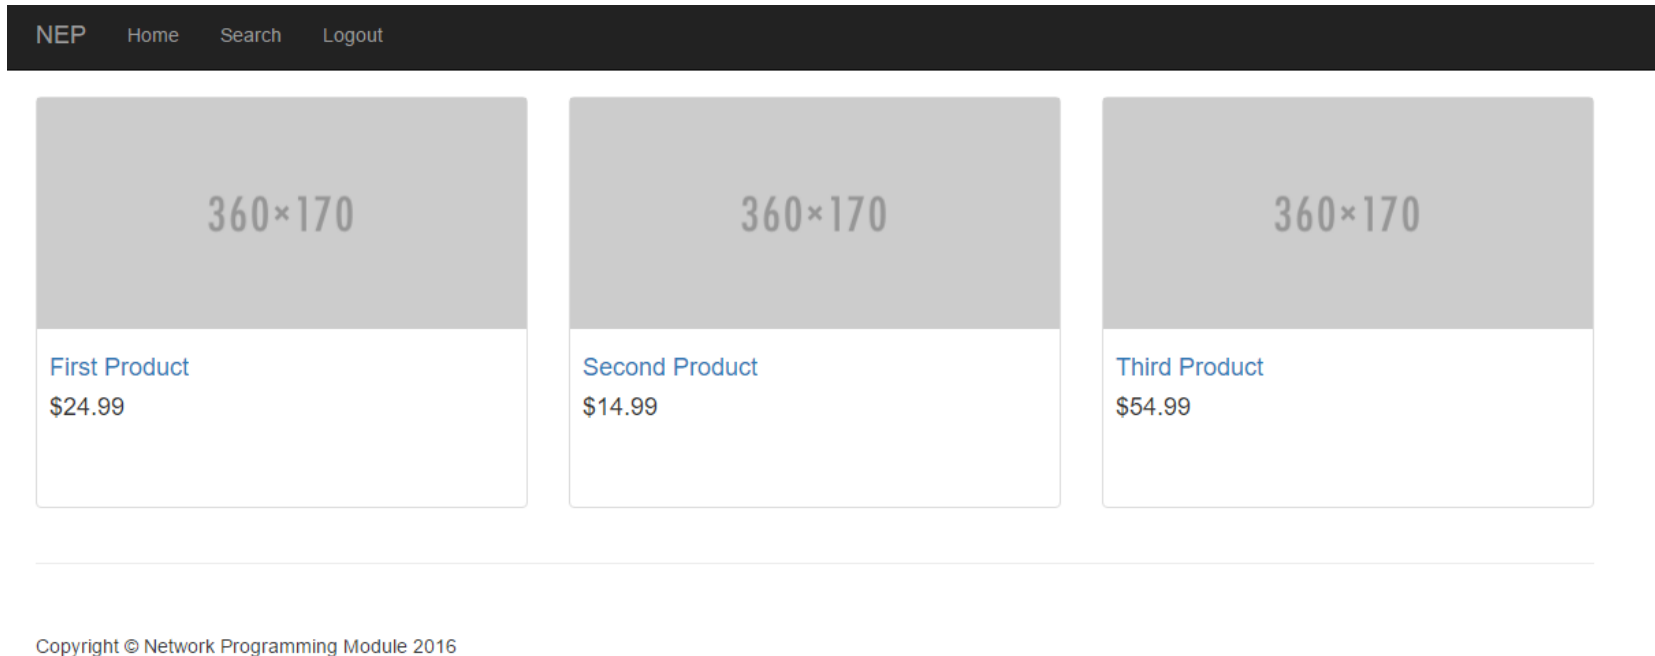 NEP Home Search Logout
360×170 360×170 360×170
First Product Second Product Third Product
$24.99 $14.99 $54.99
Copyright © Network Programming Module 2016